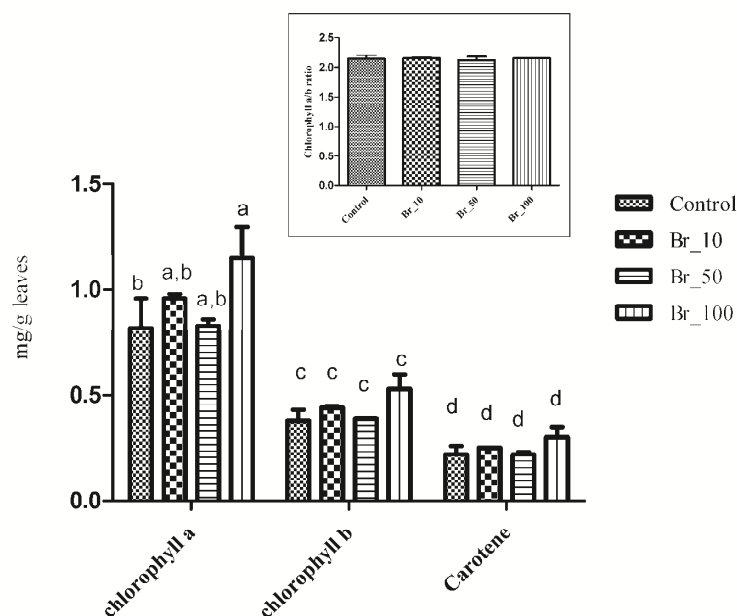 2.5
2.0
1.5
1.0
0.5
0.0
Chlorophyll a/b ratio
Control
Br_10
Br_50
Br_100
1.5
1.0
0.5
0.0
mg/g leaves
b
a,b
a,b
a
c
c
c
c
d
d
d
d
chlorophyll a
chlorophyll b
Carotene
Control
Br_10
Br_50
Br_100